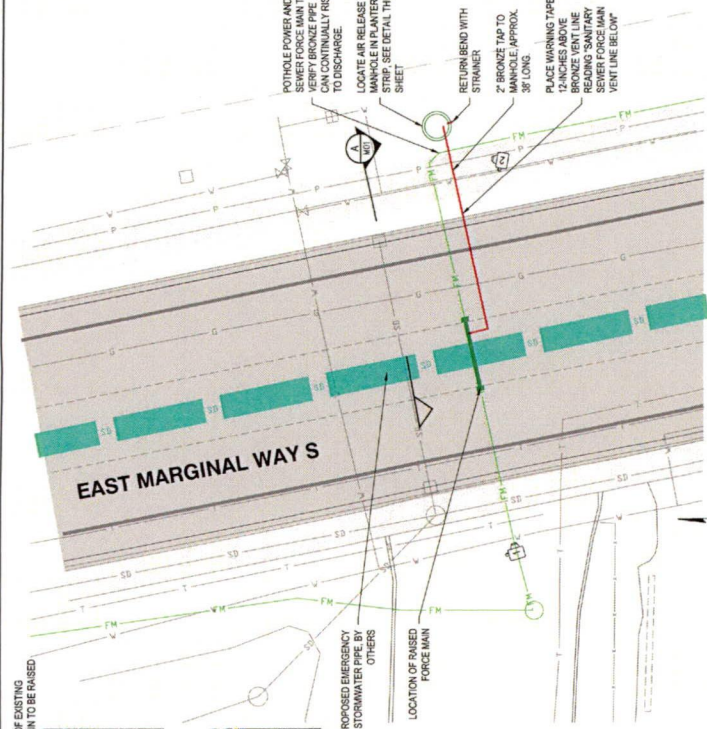 OF EXISTING
IN TO BE RAISED
POTHOLE POWER AND
SEWER FORCE MAIN T
VERIFY BRONZE PIPE
CAN CONTINUALLY RIS
TO DISCHARGE.
LOCATE AIR RELEASE
MANHOLE IN PLANTER
STRIP, SEE DETAIL TH
SHEET
RETURN BEND WITH
STRAINER
2" BRONZE TAP TO
MANHOLE, APPROX.
38' LONG.
PLACE WARNING TAPE
12-INCHES ABOVE
BRONZE VENT LINE
READING "SANITARY
SEWER FORCE MAIN
VENT LINE BELOW"
A
M01
EAST MARGINAL WAY S
ROPOSED EMERGENCY
STORMWATER PIPE, BY
OTHERS
LOCATION OF RAISED
FORCE MAIN
W
P
G
SD
T
FM